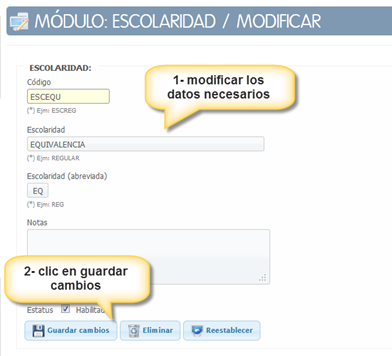 MÓDULO: ESCOLARIDAD / MODIFICAR
ESCOLARIDAD:
Código
ESCEQU
(*) Ejm: ESCREG
1- modificar los
datos necesarios
Escolaridad
EQUIVALENCIA
(*) Ejm: REGULAR
Escolaridad (abreviada)
EQ
(*) Ejm: REG
Notas
2- clic en guardar
cambios
Estatus
Guardar cambios
Eliminar
Reestablecer